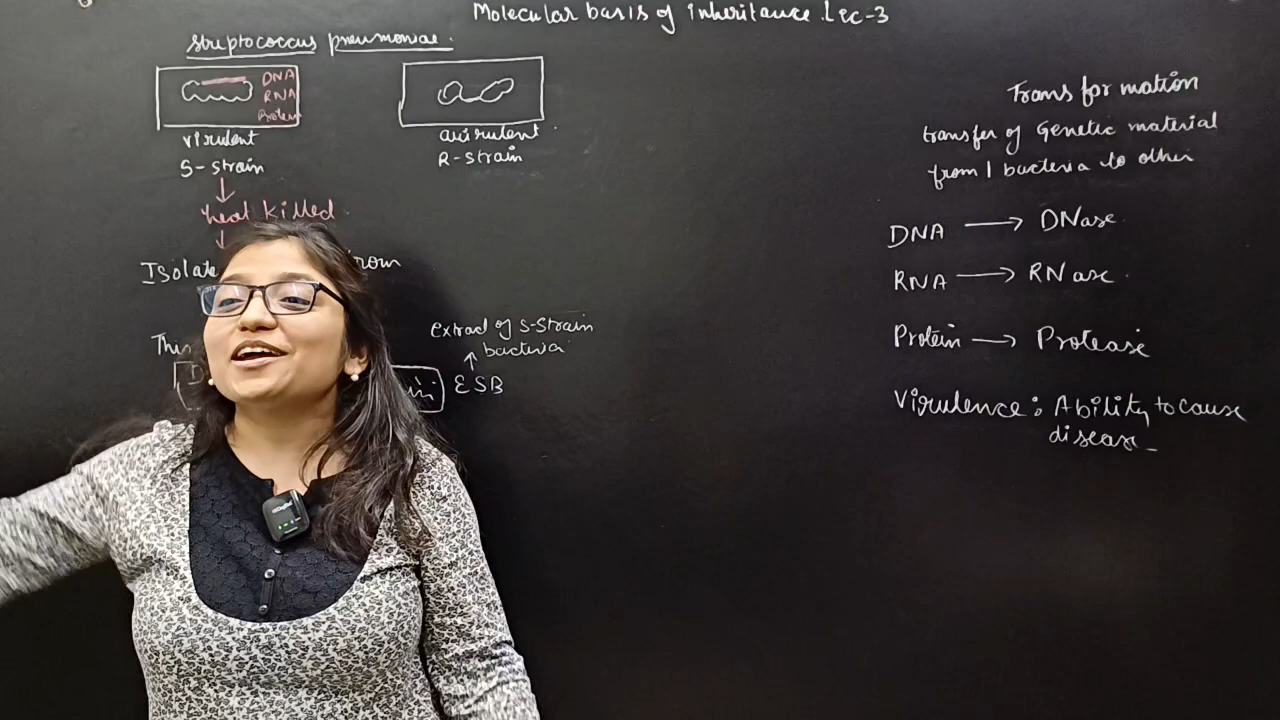 Molecular basis of inheritance. Lec-3
Streptococcus pneumoniae.
DNA
RNA
Protein
virulent
S-strain
avirulent
R-strain
heat killed
Isolate
from
extract of S-strain
bacteria
ESB
Transformation
transfer of Genetic material
from 1 bacteria to other
DNA → DNase.
RNA → RNase.
Protein → Protease
Virulence: Ability to cause
disease